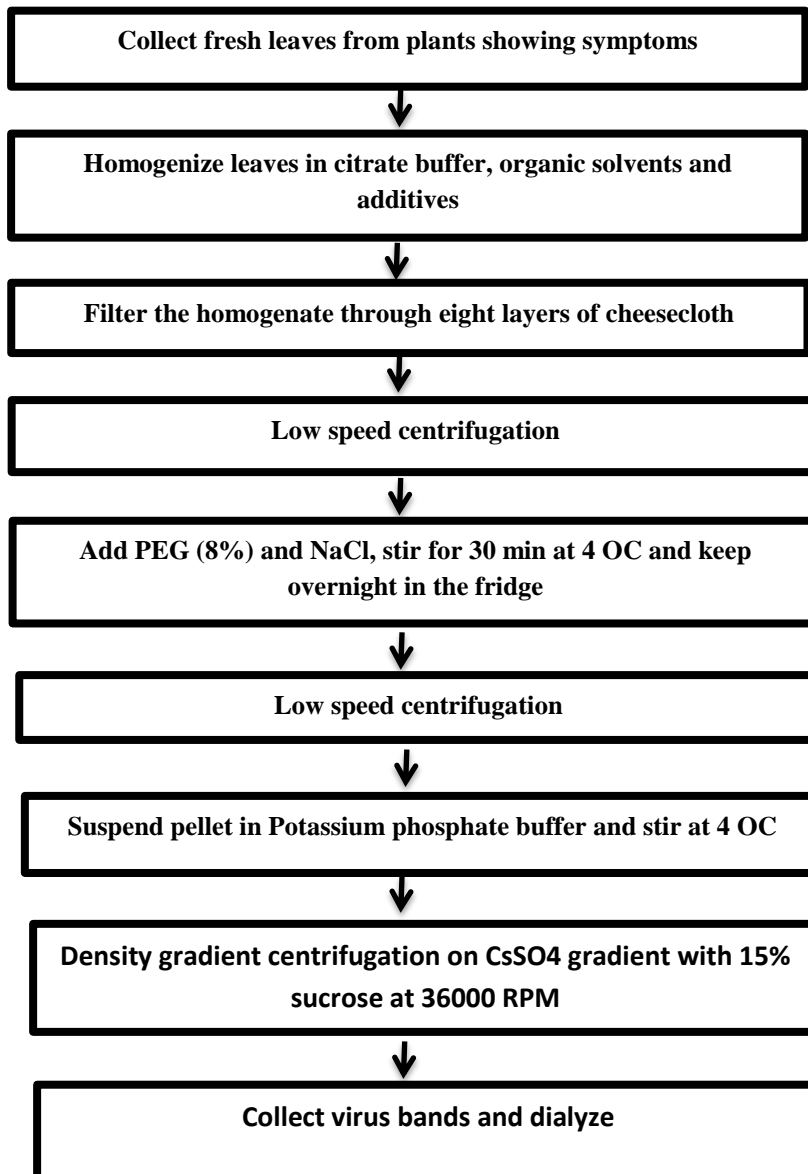 Collect fresh leaves from plants showing symptoms
Homogenize leaves in citrate buffer, organic solvents and
additives
Filter the homogenate through eight layers of cheesecloth
Low speed centrifugation
Add PEG (8%) and NaCl, stir for 30 min at 4 OC and keep
overnight in the fridge
Low speed centrifugation
Suspend pellet in Potassium phosphate buffer and stir at 4 OC
Density gradient centrifugation on CsSO4 gradient with 15%
sucrose at 36000 RPM
Collect virus bands and dialyze